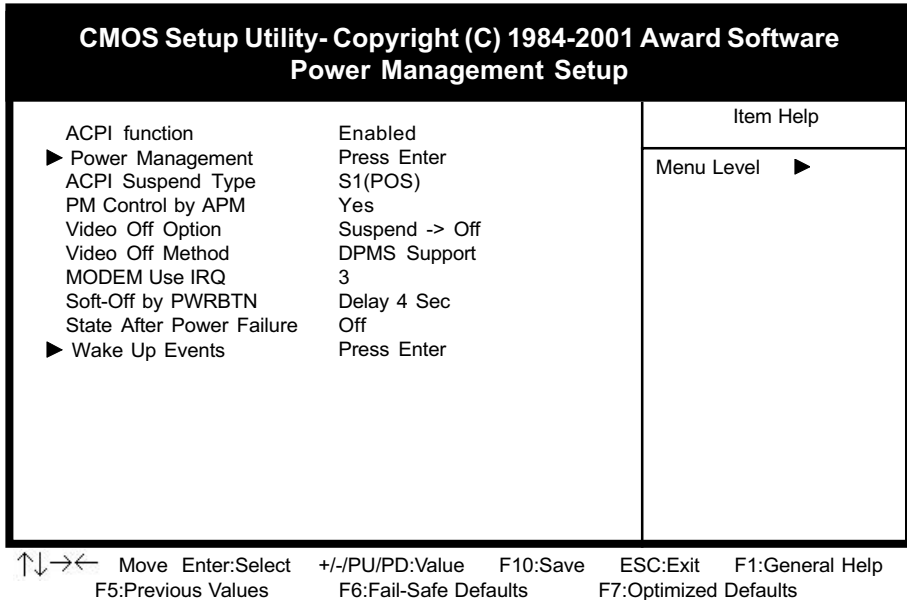 CMOS Setup Utility- Copyright (C) 1984-2001 Award Software
Power Management Setup
ACPI function Enabled
▶ Power Management Press Enter
ACPI Suspend Type S1(POS)
PM Control by APM Yes
Video Off Option Suspend -> Off
Video Off Method DPMS Support
MODEM Use IRQ 3
Soft-Off by PWRBTN Delay 4 Sec
State After Power Failure Off
▶ Wake Up Events Press Enter
Item Help
Menu Level ▶
↑↓→← Move Enter:Select +/-/PU/PD:Value F10:Save ESC:Exit F1:General Help
F5:Previous Values F6:Fail-Safe Defaults F7:Optimized Defaults